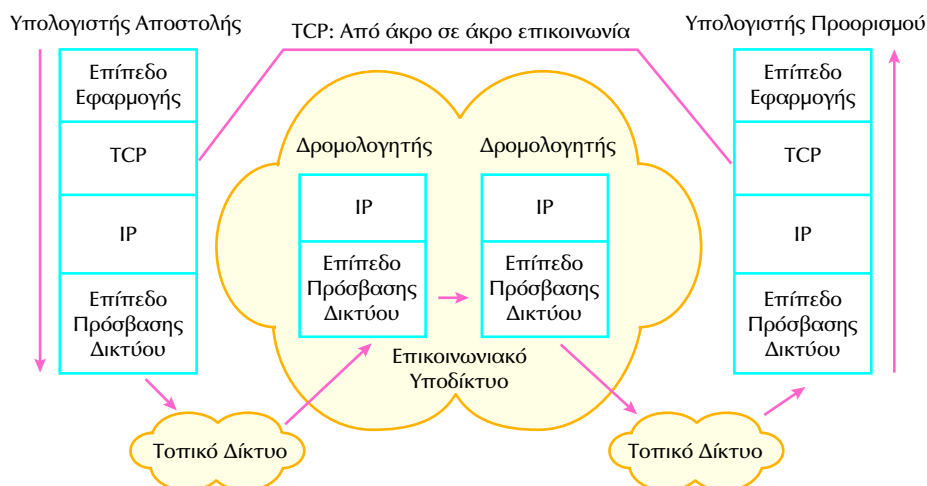 Υπολογιστής Αποστολής
TCP: Από άκρο σε άκρο επικοινωνία
Υπολογιστής Προορισμού
Επίπεδο
Εφαρμογής
TCP
IP
Επίπεδο
Πρόσβασης
Δικτύου
Δρομολογητής
IP
Επίπεδο
Πρόσβασης
Δικτύου
Δρομολογητής
IP
Επίπεδο
Πρόσβασης
Δικτύου
Επικοινωνιακό
Υποδίκτυο
Επίπεδο
Εφαρμογής
TCP
IP
Επίπεδο
Πρόσβασης
Δικτύου
Τοπικό Δίκτυο
Τοπικό Δίκτυο